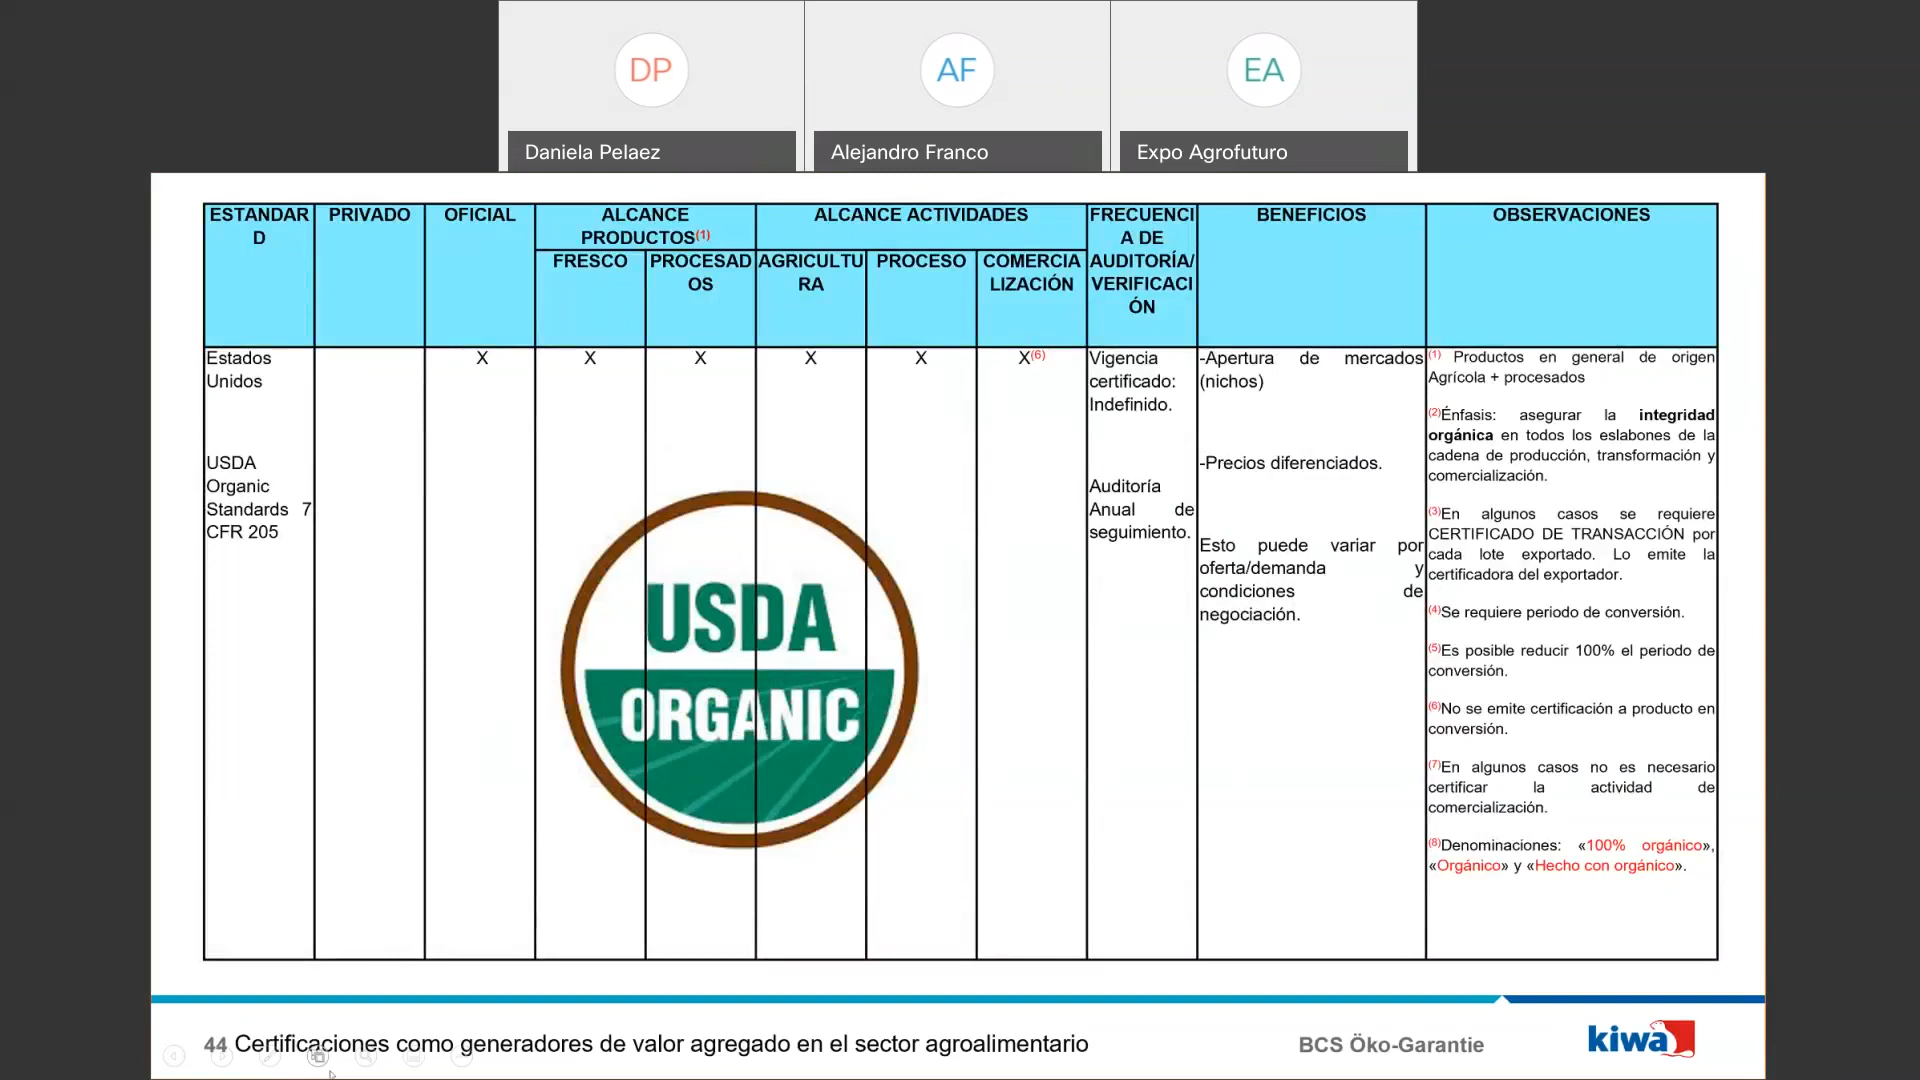 DP
AF
EA
Daniela Pelaez
Alejandro Franco
Expo Agrofuturo
ESTANDAR
D
PRIVADO
OFICIAL
ALCANCE
PRODUCTOS(1)
FRESCO
PROCESAD
OS
ALCANCE ACTIVIDADES
AGRICULTU
RA
PROCESO
COMERCIA
LIZACIÓN
FRECUENCI
A DE
AUDITORÍA/
VERIFICACI
ÓN
BENEFICIOS
OBSERVACIONES
Estados
Unidos
USDA
Organic
Standards 7
CFR 205
X
X
X
X
X
X(6)
Vigencia
certificado:
Indefinido.
Auditoría
Anual de
seguimiento.
-Apertura de mercados
(nichos)
-Precios diferenciados.
Esto puede variar por
oferta/demanda y
condiciones de
negociación.
(1) Productos en general de origen
Agrícola + procesados
(2)Énfasis: asegurar la integridad
orgánica en todos los eslabones de la
cadena de producción, transformación y
comercialización.
(3)En algunos casos se requiere
CERTIFICADO DE TRANSACCIÓN por
cada lote exportado. Lo emite la
certificadora del exportador.
(4)Se requiere periodo de conversión.
(5)Es posible reducir 100% el periodo de
conversión.
(6)No se emite certificación a producto en
conversión.
(7)En algunos casos no es necesario
certificar la actividad de
comercialización.
(8)Denominaciones: «100% orgánico»,
«Orgánico» y «Hecho con orgánico».
USDA
ORGANIC
44 Certificaciones como generadores de valor agregado en el sector agroalimentario
BCS Öko-Garantie
kiwa